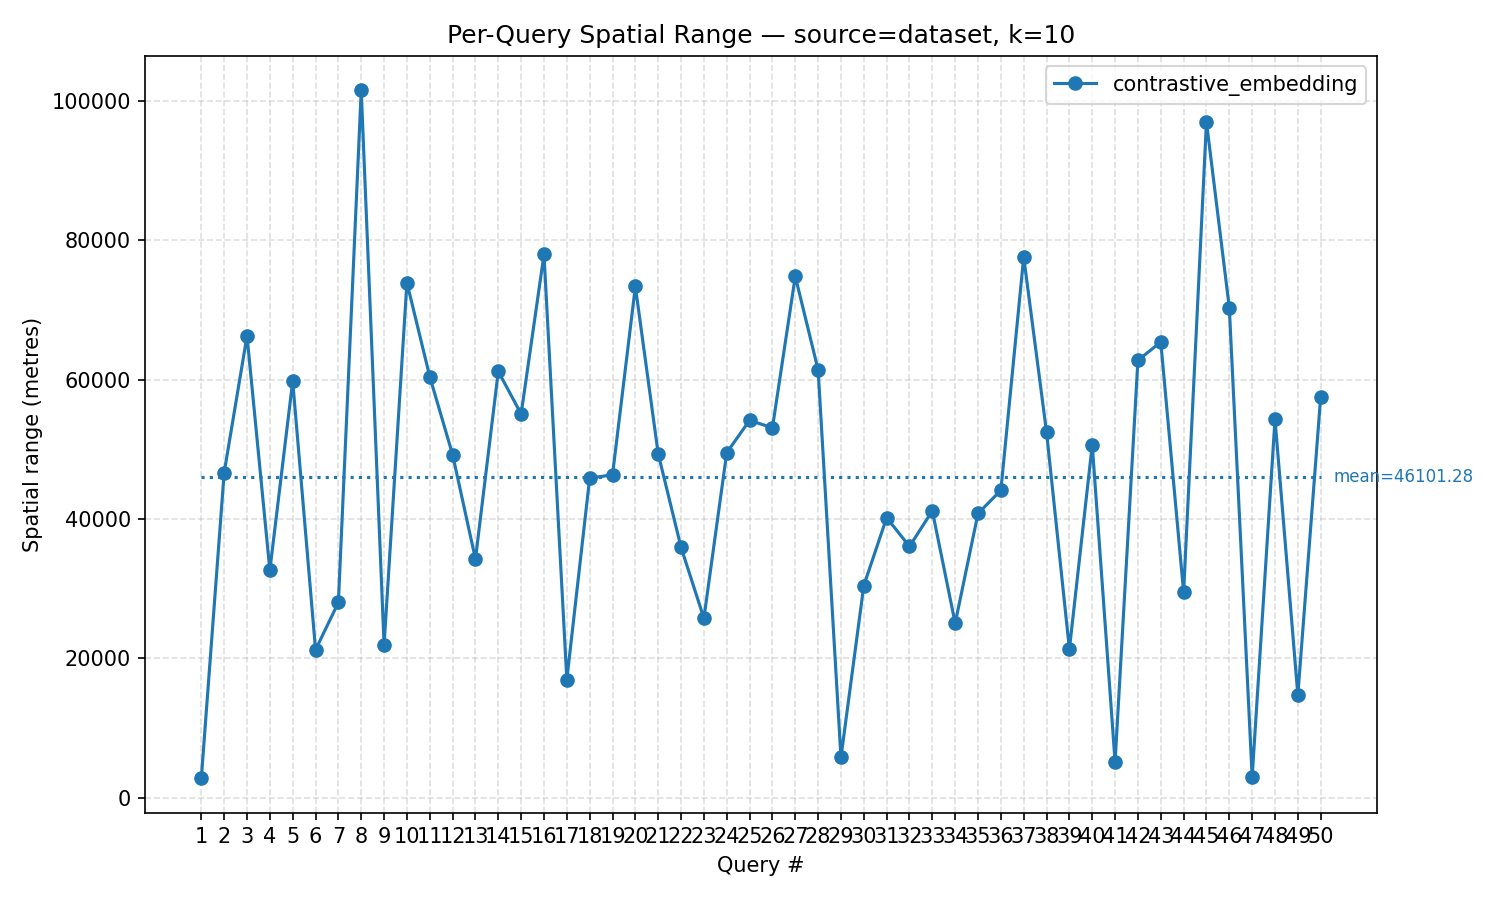 Per-Query Spatial Range — source=dataset, k=10
contrastive_embedding
100000
80000
60000
40000
20000
0
Spatial range (metres)
mean=46101.28
1 2 3 4 5 6 7 8 9 10 11 12 13 14 15 16 17 18 19 20 21 22 23 24 25 26 27 28 29 30 31 32 33 34 35 36 37 38 39 40 41 42 43 44 45 46 47 48 49 50
Query #